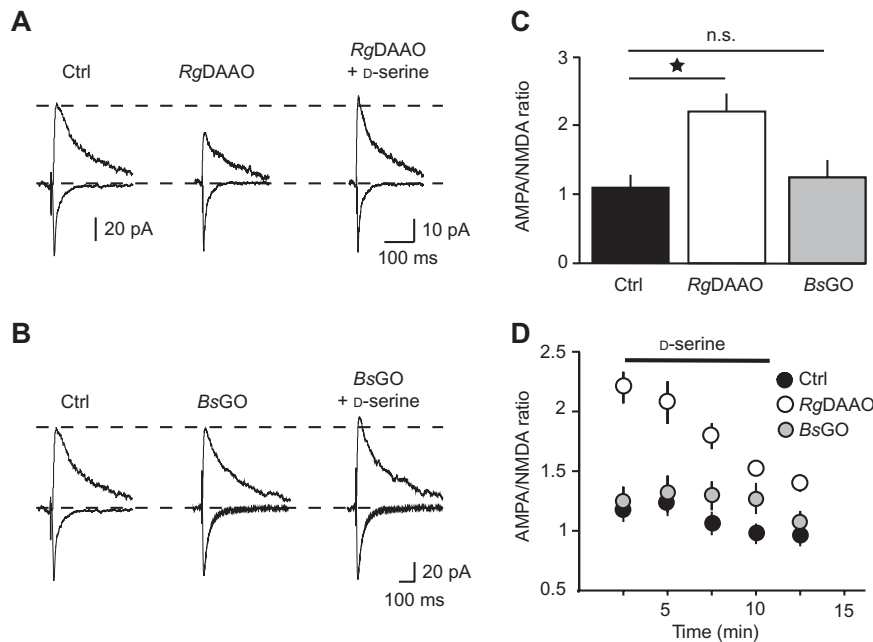 A
Ctrl
RgDAAO
RgDAAO
+ D-serine
20 pA
10 pA
100 ms
B
Ctrl
BsGO
BsGO
+ D-serine
20 pA
100 ms
C
AMPA/NMDA ratio
3
2
1
0
n.s.
★
Ctrl
RgDAAO
BsGO
D
AMPA/NMDA ratio
2.5
2
1.5
1
0.5
D-serine
Ctrl
RgDAAO
BsGO
5
10
15
Time (min)